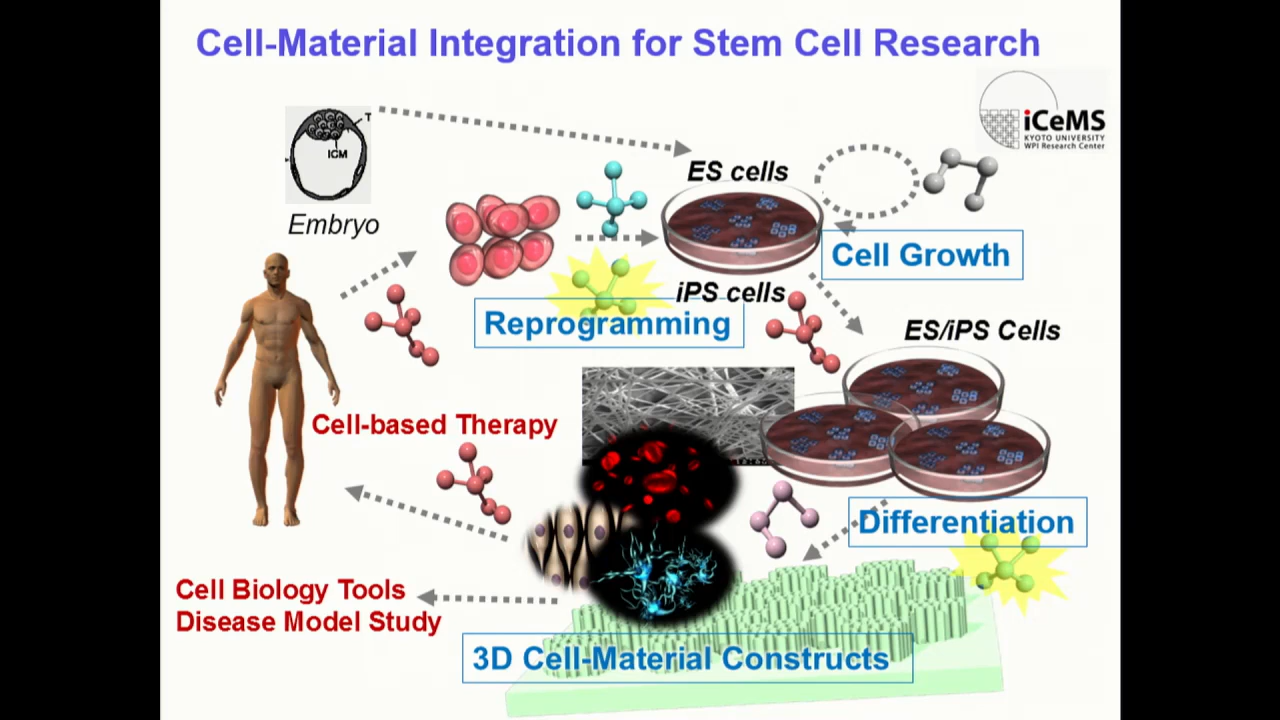 Cell-Material Integration for Stem Cell Research
iCeMS
KYOTO UNIVERSITY
WPI Research Center
T
ICM
Embryo
ES cells
Cell Growth
iPS cells
Reprogramming
ES/iPS Cells
Cell-based Therapy
Differentiation
Cell Biology Tools
Disease Model Study
3D Cell-Material Constructs